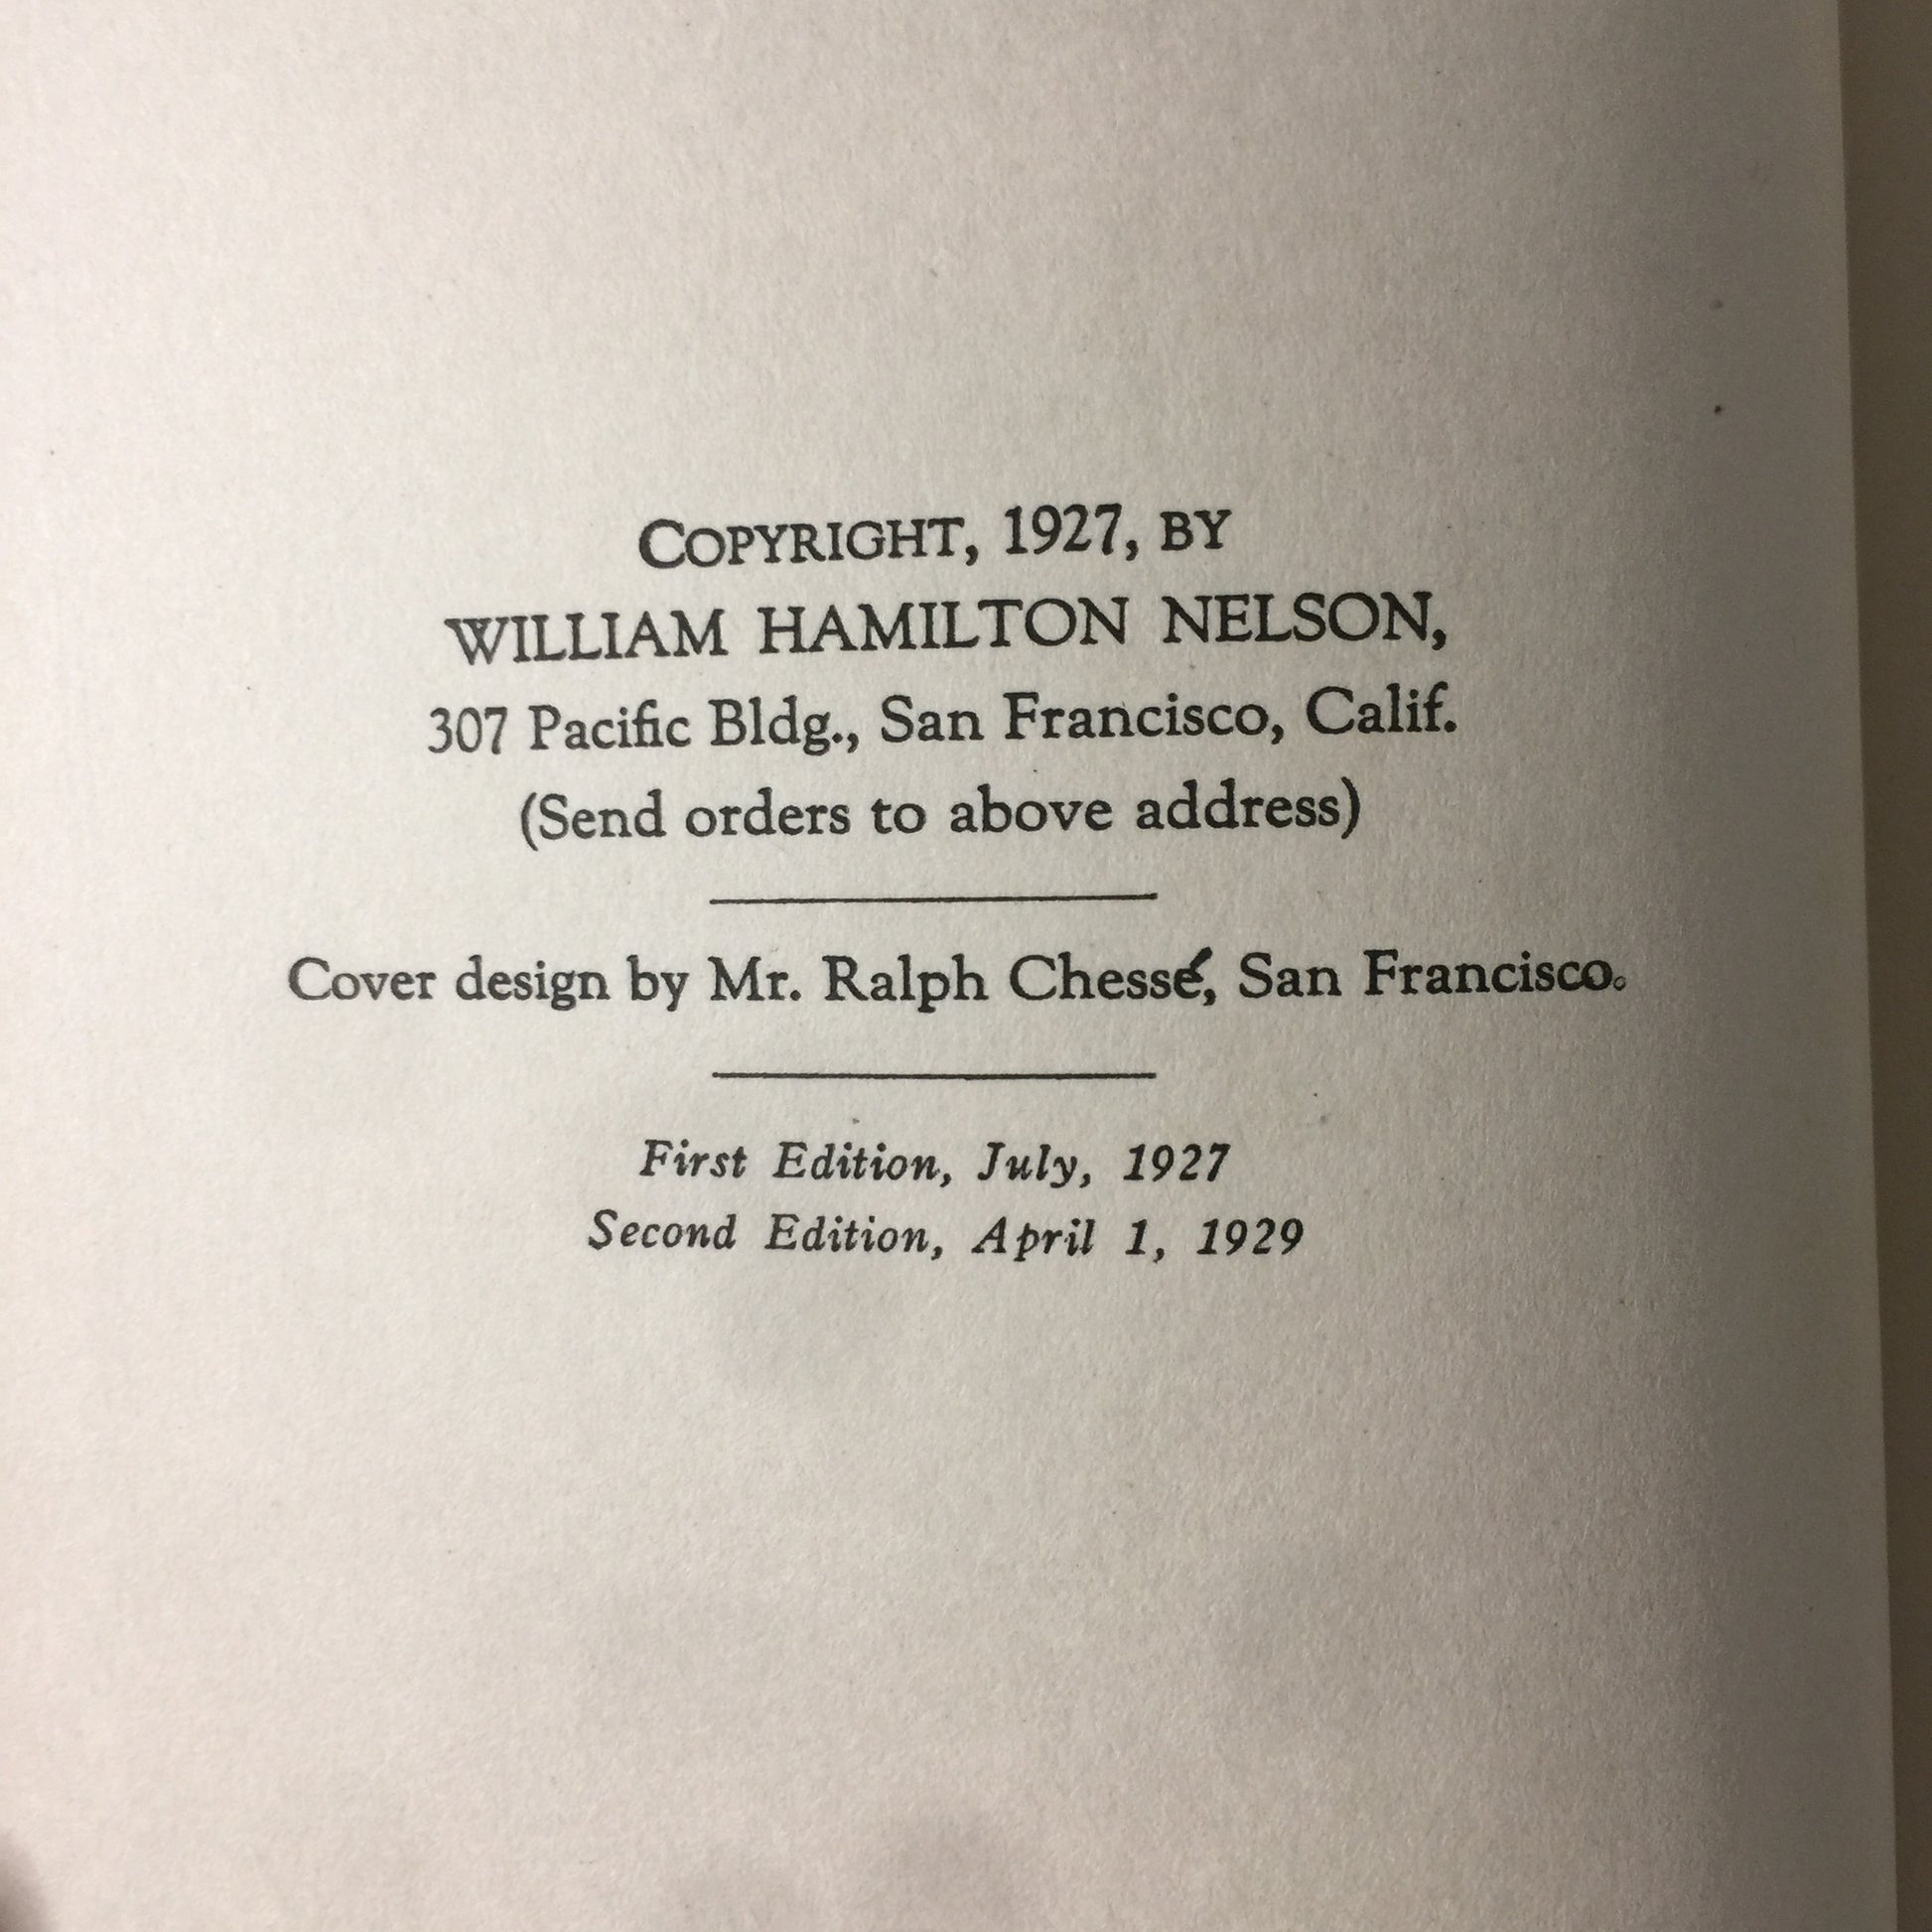 COPYRIGHT, 1927, BY
WILLIAM HAMILTON NELSON,
307 Pacific Bldg., San Francisco, Calif.
(Send orders to above address)
Cover design by Mr. Ralph Chessé, San Francisco.
First Edition, July, 1927
Second Edition, April 1, 1929